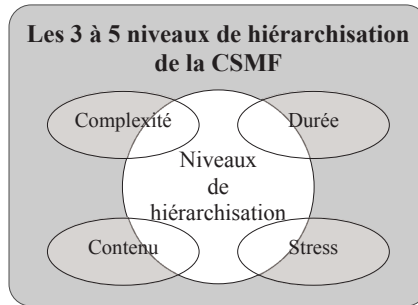 Les 3 à 5 niveaux de hiérarchisation
de la CSMF
Complexité
Durée
Niveaux
de
hiérarchisation
Contenu
Stress